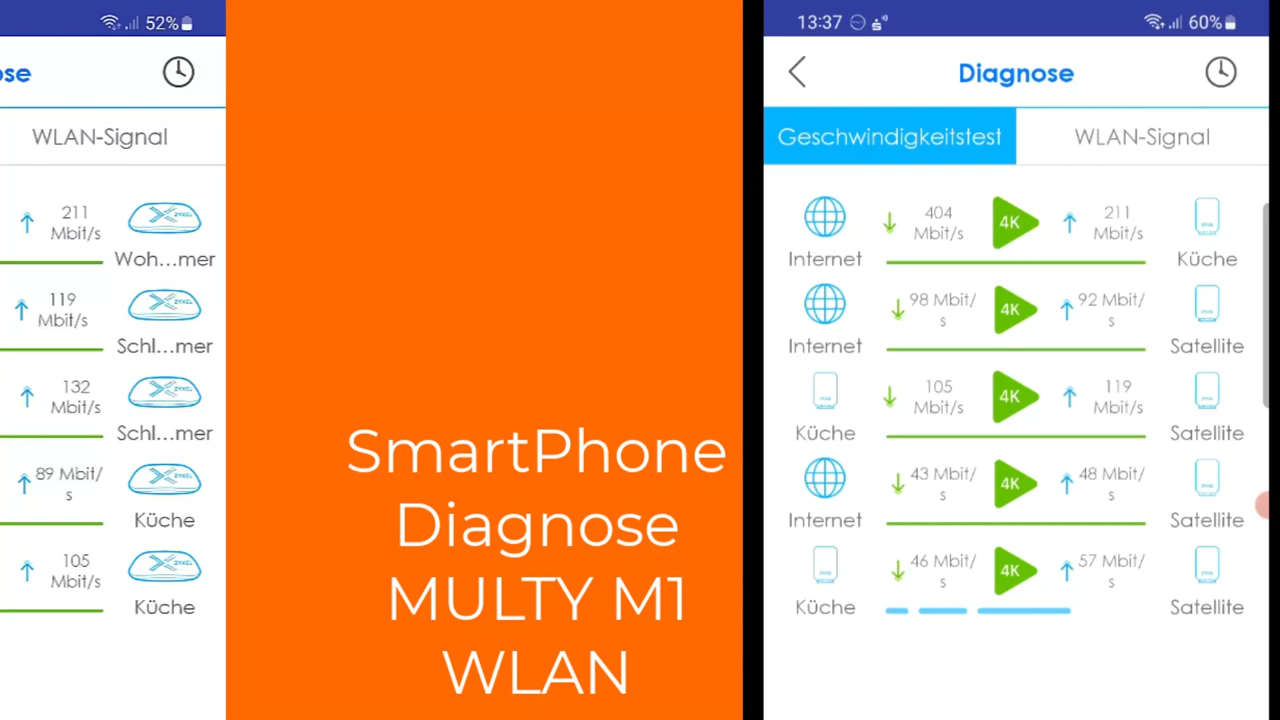 52%
ose
WLAN-Signal
211
Mbit/s
Woh...mer
119
Mbit/s
Schl...mer
132
Mbit/s
Schl...mer
89 Mbit/
s
Küche
105
Mbit/s
Küche
SmartPhone
Diagnose
MULTY M1
WLAN
13:37
60%
Diagnose
Geschwindigkeitstest
WLAN-Signal
404
Mbit/s
4K
211
Mbit/s
Internet
Küche
98 Mbit/
s
4K
92 Mbit/
s
Internet
Satellite
105
Mbit/s
4K
119
Mbit/s
Küche
Satellite
43 Mbit/
s
4K
48 Mbit/
s
Internet
Satellite
46 Mbit/
s
4K
57 Mbit/
s
Küche
Satellite